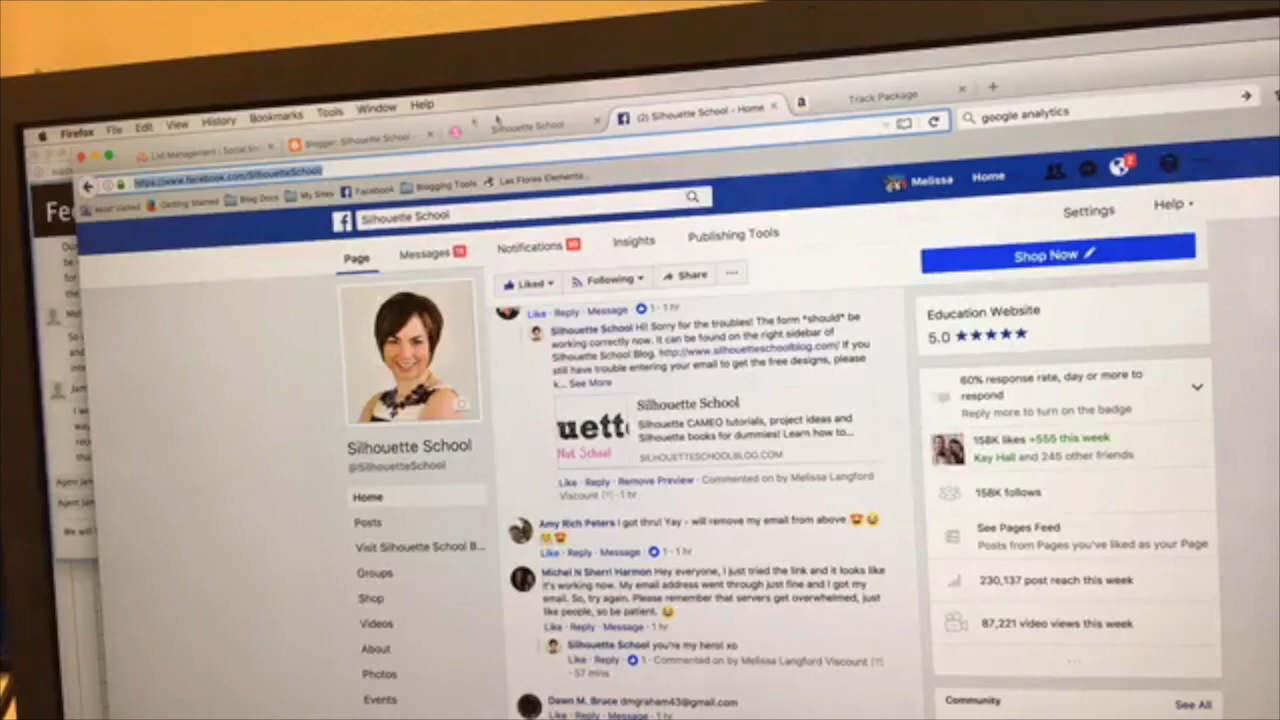 Firefox File Edit View History Bookmarks Tools Window Help
List Management | Social
Blogger: Silhouette School -
Silhouette School
(2) Silhouette School - Home
Track Package
https://www.facebook.com/SilhouetteSchool
google analytics
Most Visited Getting Started Blog Docs My Sites Facebook Blogging Tools Las Flores Elementa...
Silhouette School
Melissa Home 2
Page Messages Notifications Insights Publishing Tools Settings Help
Liked Following Share ...
Shop Now
Silhouette School
@SilhouetteSchool
Home
Posts
Visit Silhouette School B...
Groups
Shop
Videos
About
Photos
Events
Like · Reply · Message · 1 · 1 hr
Silhouette School Hi! Sorry for the troubles! The form *should* be
working correctly now. It can be found on the right sidebar of
Silhouette School Blog. http://www.silhouetteschoolblog.com/ If you
still have trouble entering your email to get the free designs, please
k... See More
uett
Not School
Silhouette School
Silhouette CAMEO tutorials, project ideas and
Silhouette books for dummies! Learn how to...
SILHOUETTESCHOOLBLOG.COM
Like · Reply · Remove Preview · Commented on by Melissa Langford
Viscount [?] · 1 hr
Amy Rich Peters I got thru! Yay - will remove my email from above 😍😂
Like · Reply · Message · 1 · 1 hr
Michel N Sherri Harmon Hey everyone, I just tried the link and it looks like
it's working now. My email address went through just fine and I got my
email. So, try again. Please remember that servers get overwhelmed, just
like people, so be patient. 😂
Like · Reply · Message · 1 hr
Silhouette School you're my hero! xo
Like · Reply · 1 · Commented on by Melissa Langford Viscount [?]
· 57 mins
Dawn M. Bruce dmgraham43@gmail.com
Like · Reply · Message · 1 hr
Education Website
5.0 ★★★★★
60% response rate, day or more to
respond
Reply more to turn on the badge
158K likes +555 this week
Kay Hall and 245 other friends
158K follows
See Pages Feed
Posts from Pages you've liked as your Page
230,137 post reach this week
87,221 video views this week
...
Community See All